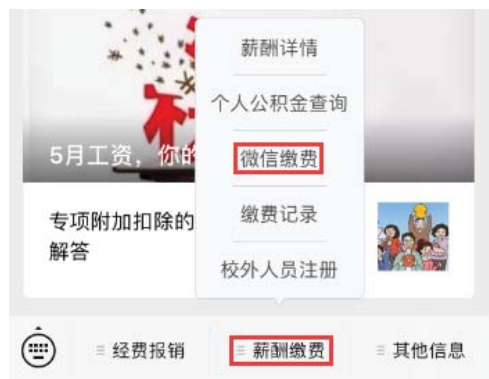 薪酬详情
个人公积金查询
5月工资，你的
微信缴费
专项附加扣除的
解答
缴费记录
校外人员注册
经费报销
薪酬缴费
其他信息